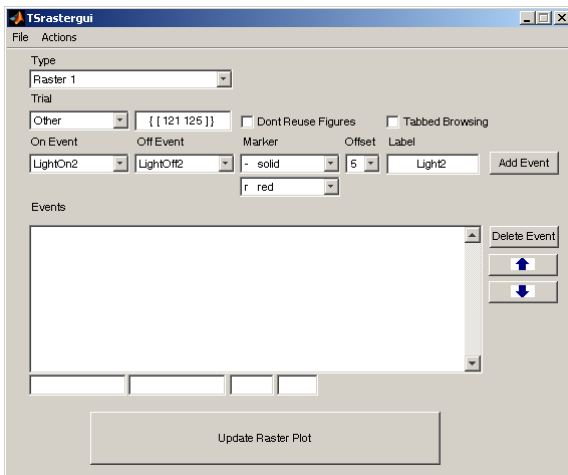 TSrastergui
File Actions
Type
Raster 1
Trial
Other { [ 121 125 ] } Dont Reuse Figures Tabbed Browsing
On Event Off Event Marker Offset Label
LightOn2 LightOff2 - solid 5 Light2 Add Event
r red
Events
Delete Event
Update Raster Plot